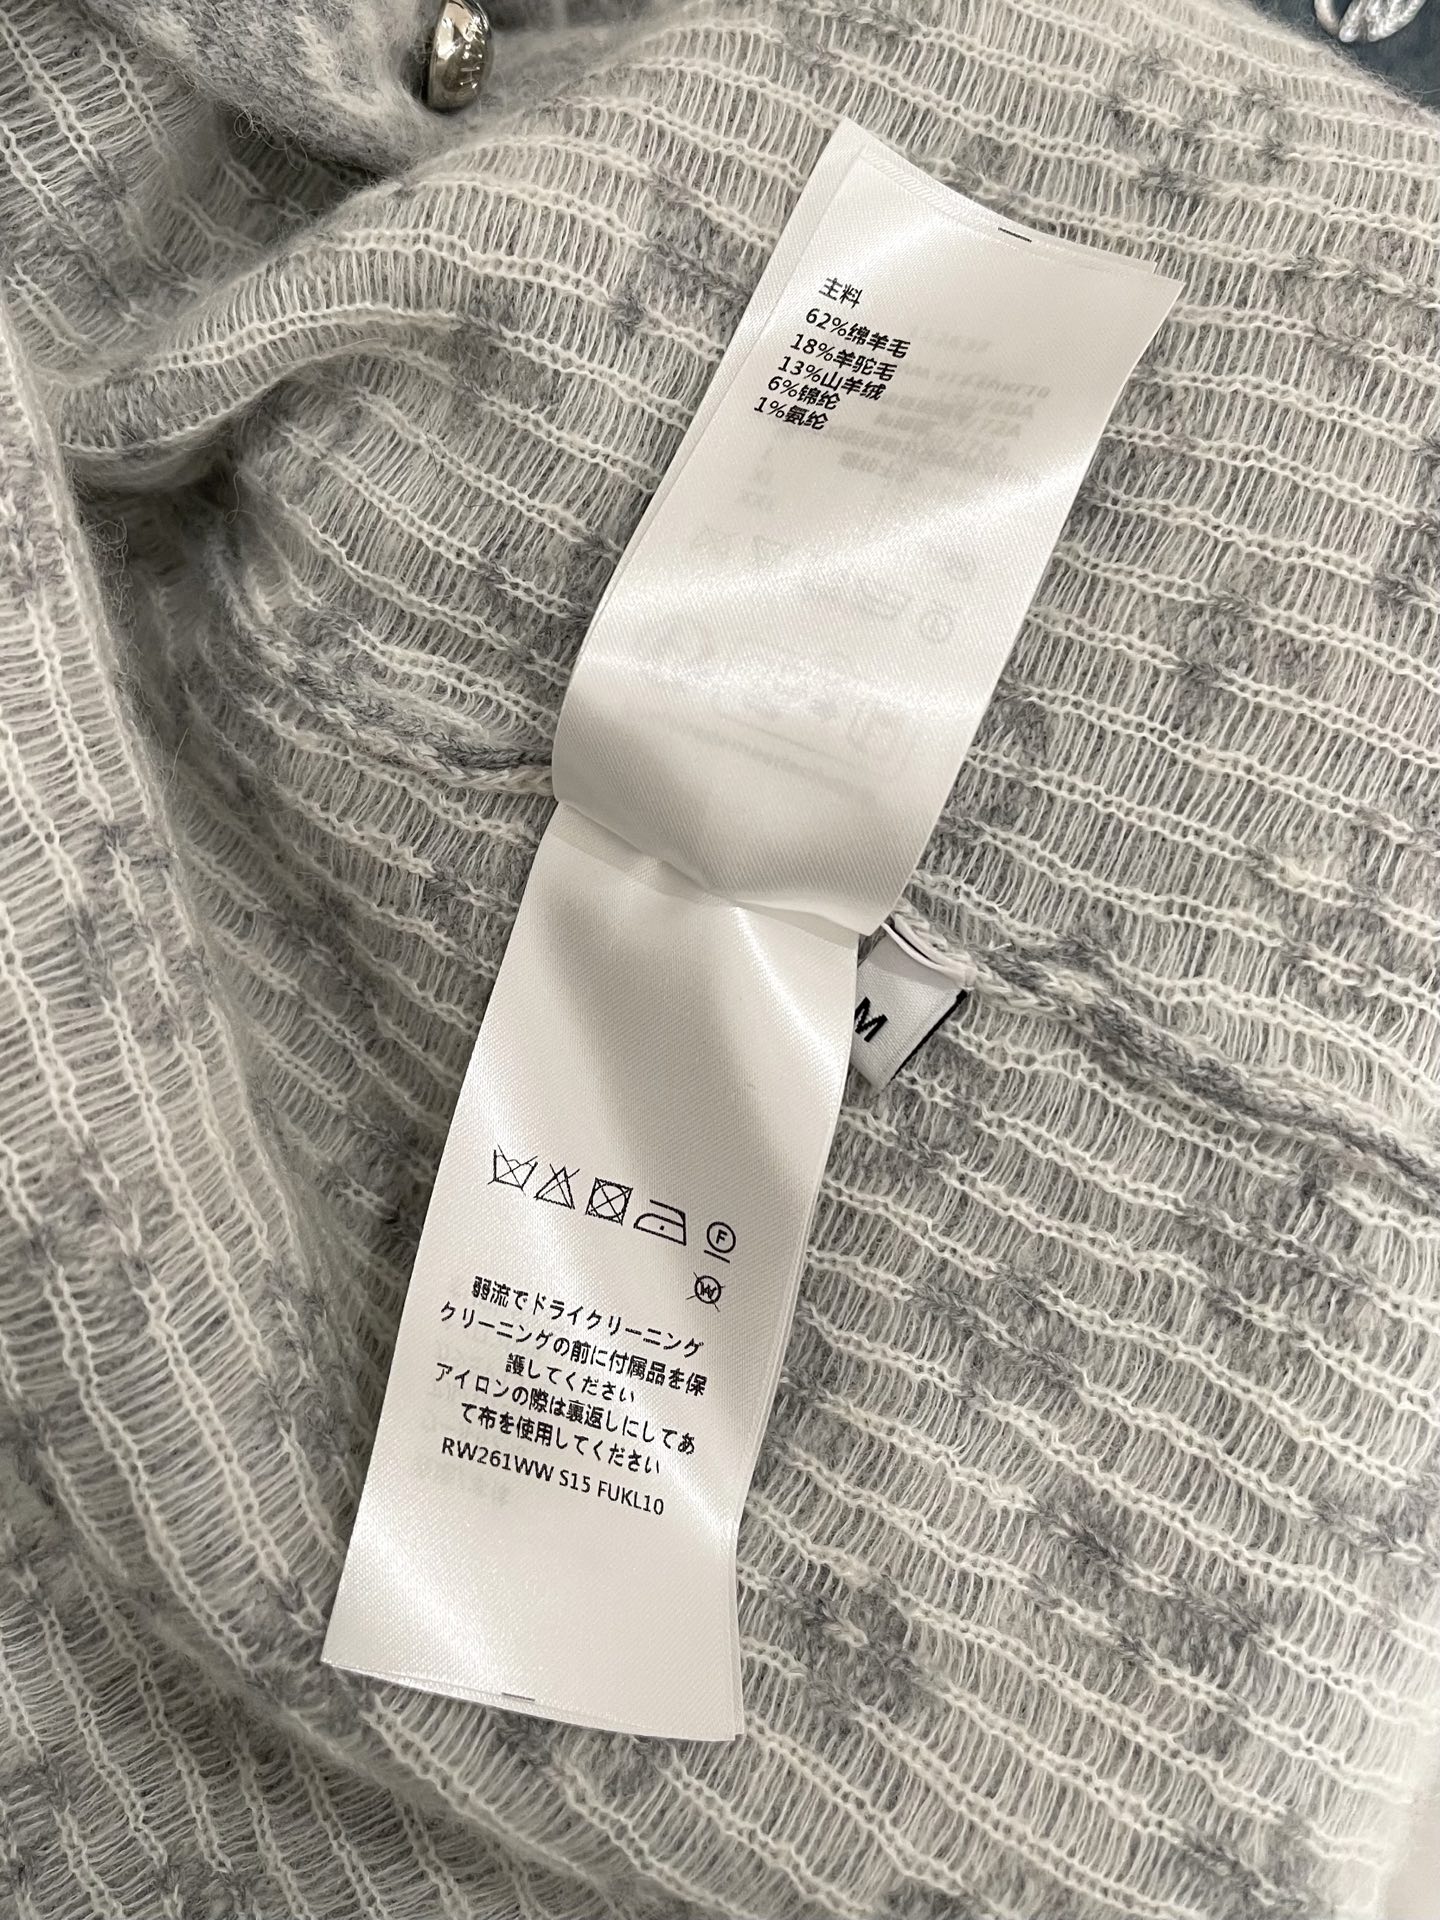 主料
62%绵羊毛
18%羊驼毛
13%山羊绒
6%锦纶
1%氨纶
M
F
W
弱流でドライクリーニング
クリーニングの前に付属品を保
護してください
アイロンの際は裏返しにしてあ
て布を使用してください
RW261WW S15 FUKL10